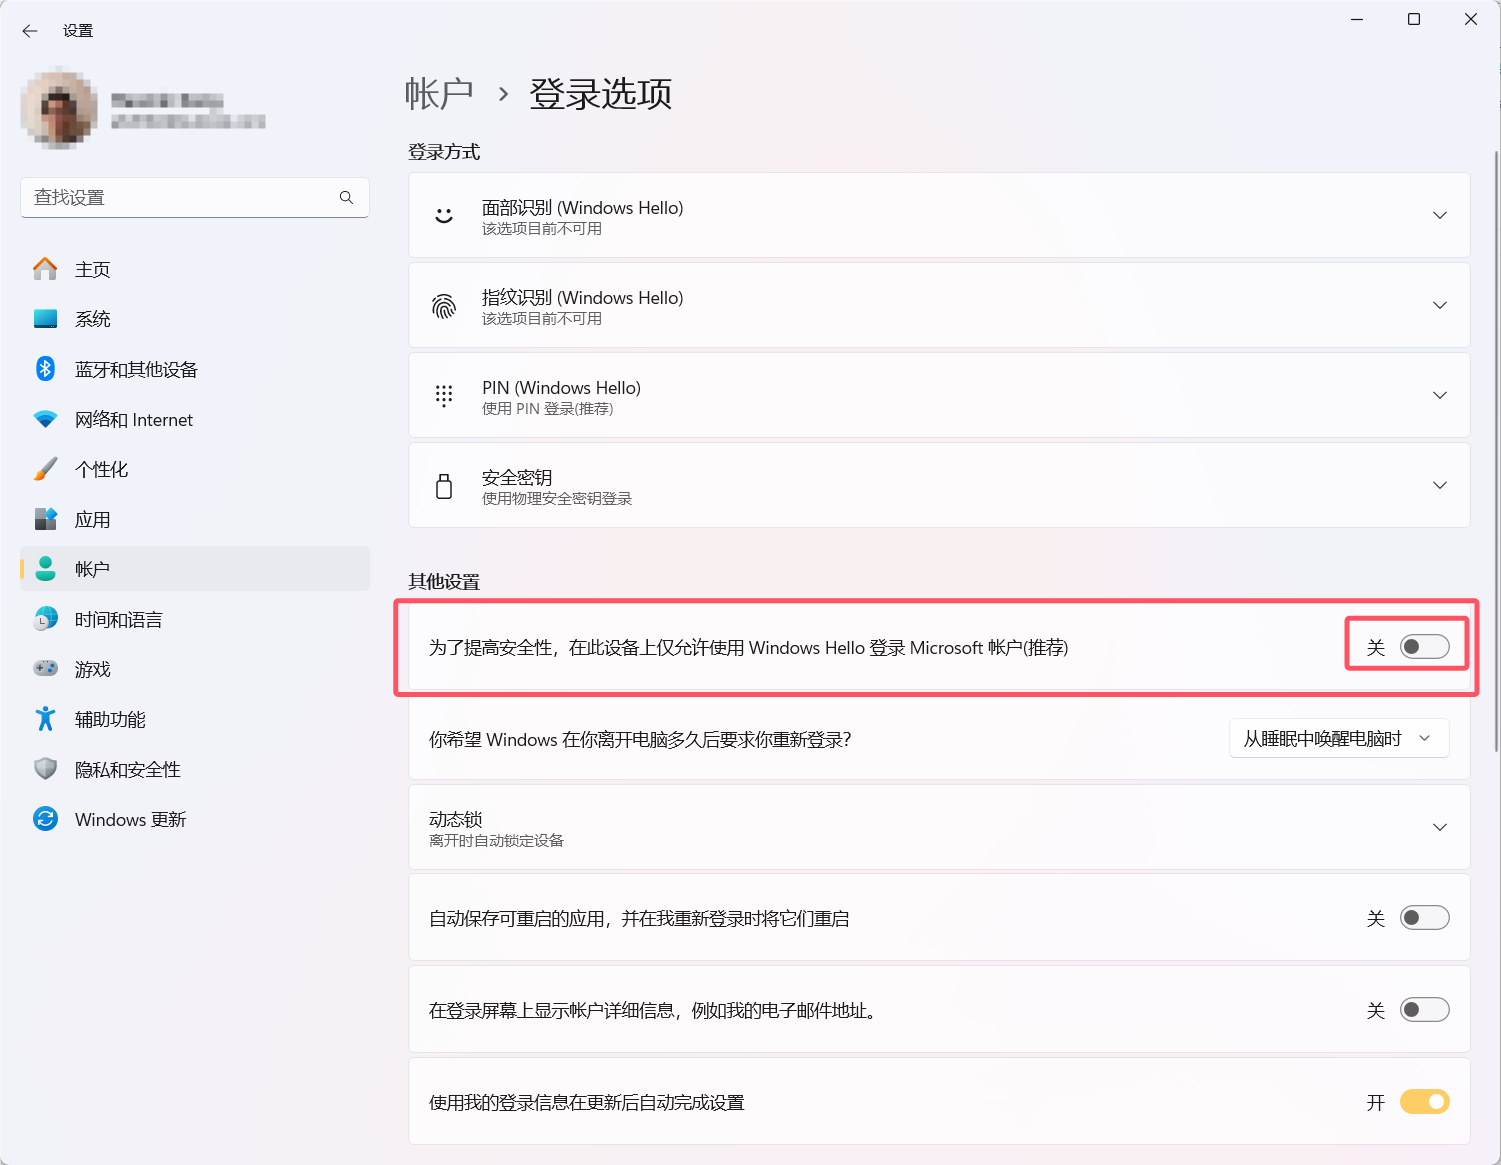 设置
查找设置
主页
系统
蓝牙和其他设备
网络和 Internet
个性化
应用
帐户
时间和语言
游戏
辅助功能
隐私和安全性
Windows 更新
帐户 › 登录选项
登录方式
面部识别 (Windows Hello)
该选项目前不可用
指纹识别 (Windows Hello)
该选项目前不可用
PIN (Windows Hello)
使用 PIN 登录(推荐)
安全密钥
使用物理安全密钥登录
其他设置
为了提高安全性，在此设备上仅允许使用 Windows Hello 登录 Microsoft 帐户(推荐) 关
你希望 Windows 在你离开电脑多久后要求你重新登录? 从睡眠中唤醒电脑时
动态锁
离开时自动锁定设备
自动保存可重启的应用，并在我重新登录时将它们重启 关
在登录屏幕上显示帐户详细信息，例如我的电子邮件地址。 关
使用我的登录信息在更新后自动完成设置 开